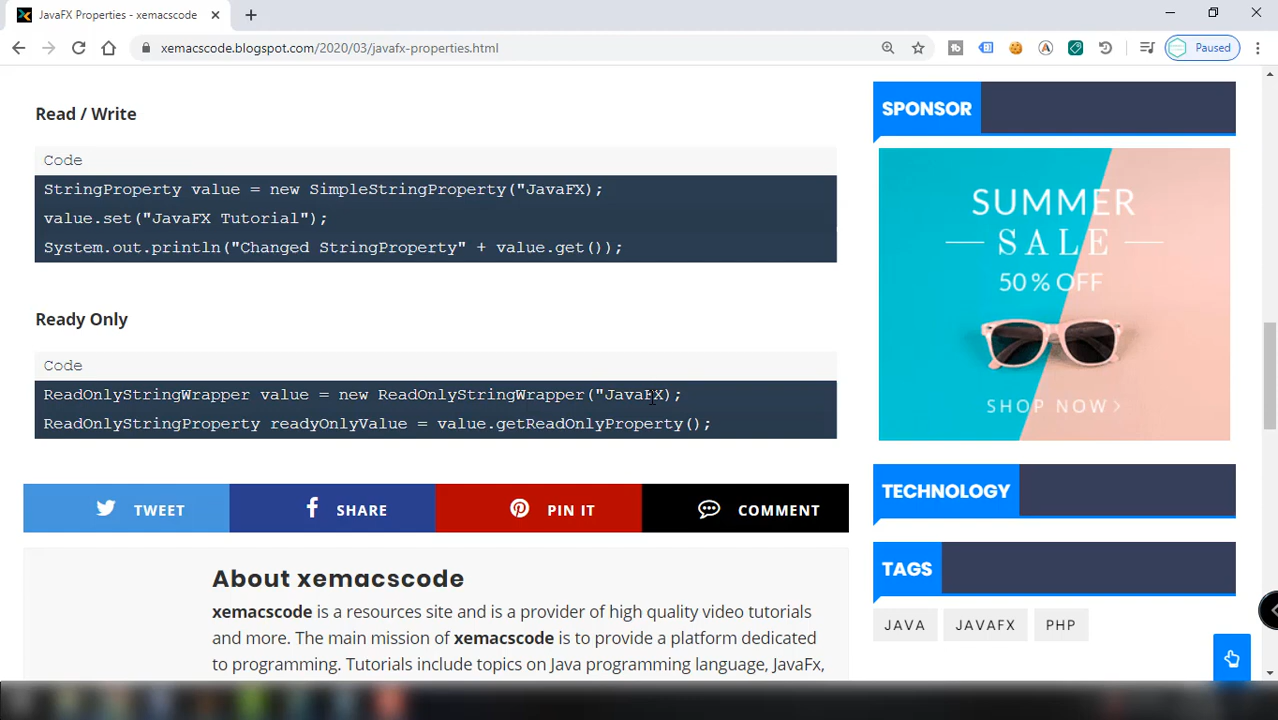 JavaFX Properties - xemacscode
xemacscode.blogspot.com/2020/03/javafx-properties.html
Paused
Read / Write
Code
StringProperty value = new SimpleStringProperty("JavaFX);
value.set("JavaFX Tutorial");
System.out.println("Changed StringProperty" + value.get());
Ready Only
Code
ReadOnlyStringWrapper value = new ReadOnlyStringWrapper("JavaFX);
ReadOnlyStringProperty readyOnlyValue = value.getReadOnlyProperty();
TWEET
SHARE
PIN IT
COMMENT
About xemacscode
xemacscode is a resources site and is a provider of high quality video tutorials
and more. The main mission of xemacscode is to provide a platform dedicated
to programming. Tutorials include topics on Java programming language, JavaFx,
SPONSOR
SUMMER
SALE
50% OFF
SHOP NOW >
TECHNOLOGY
TAGS
JAVA
JAVAFX
PHP